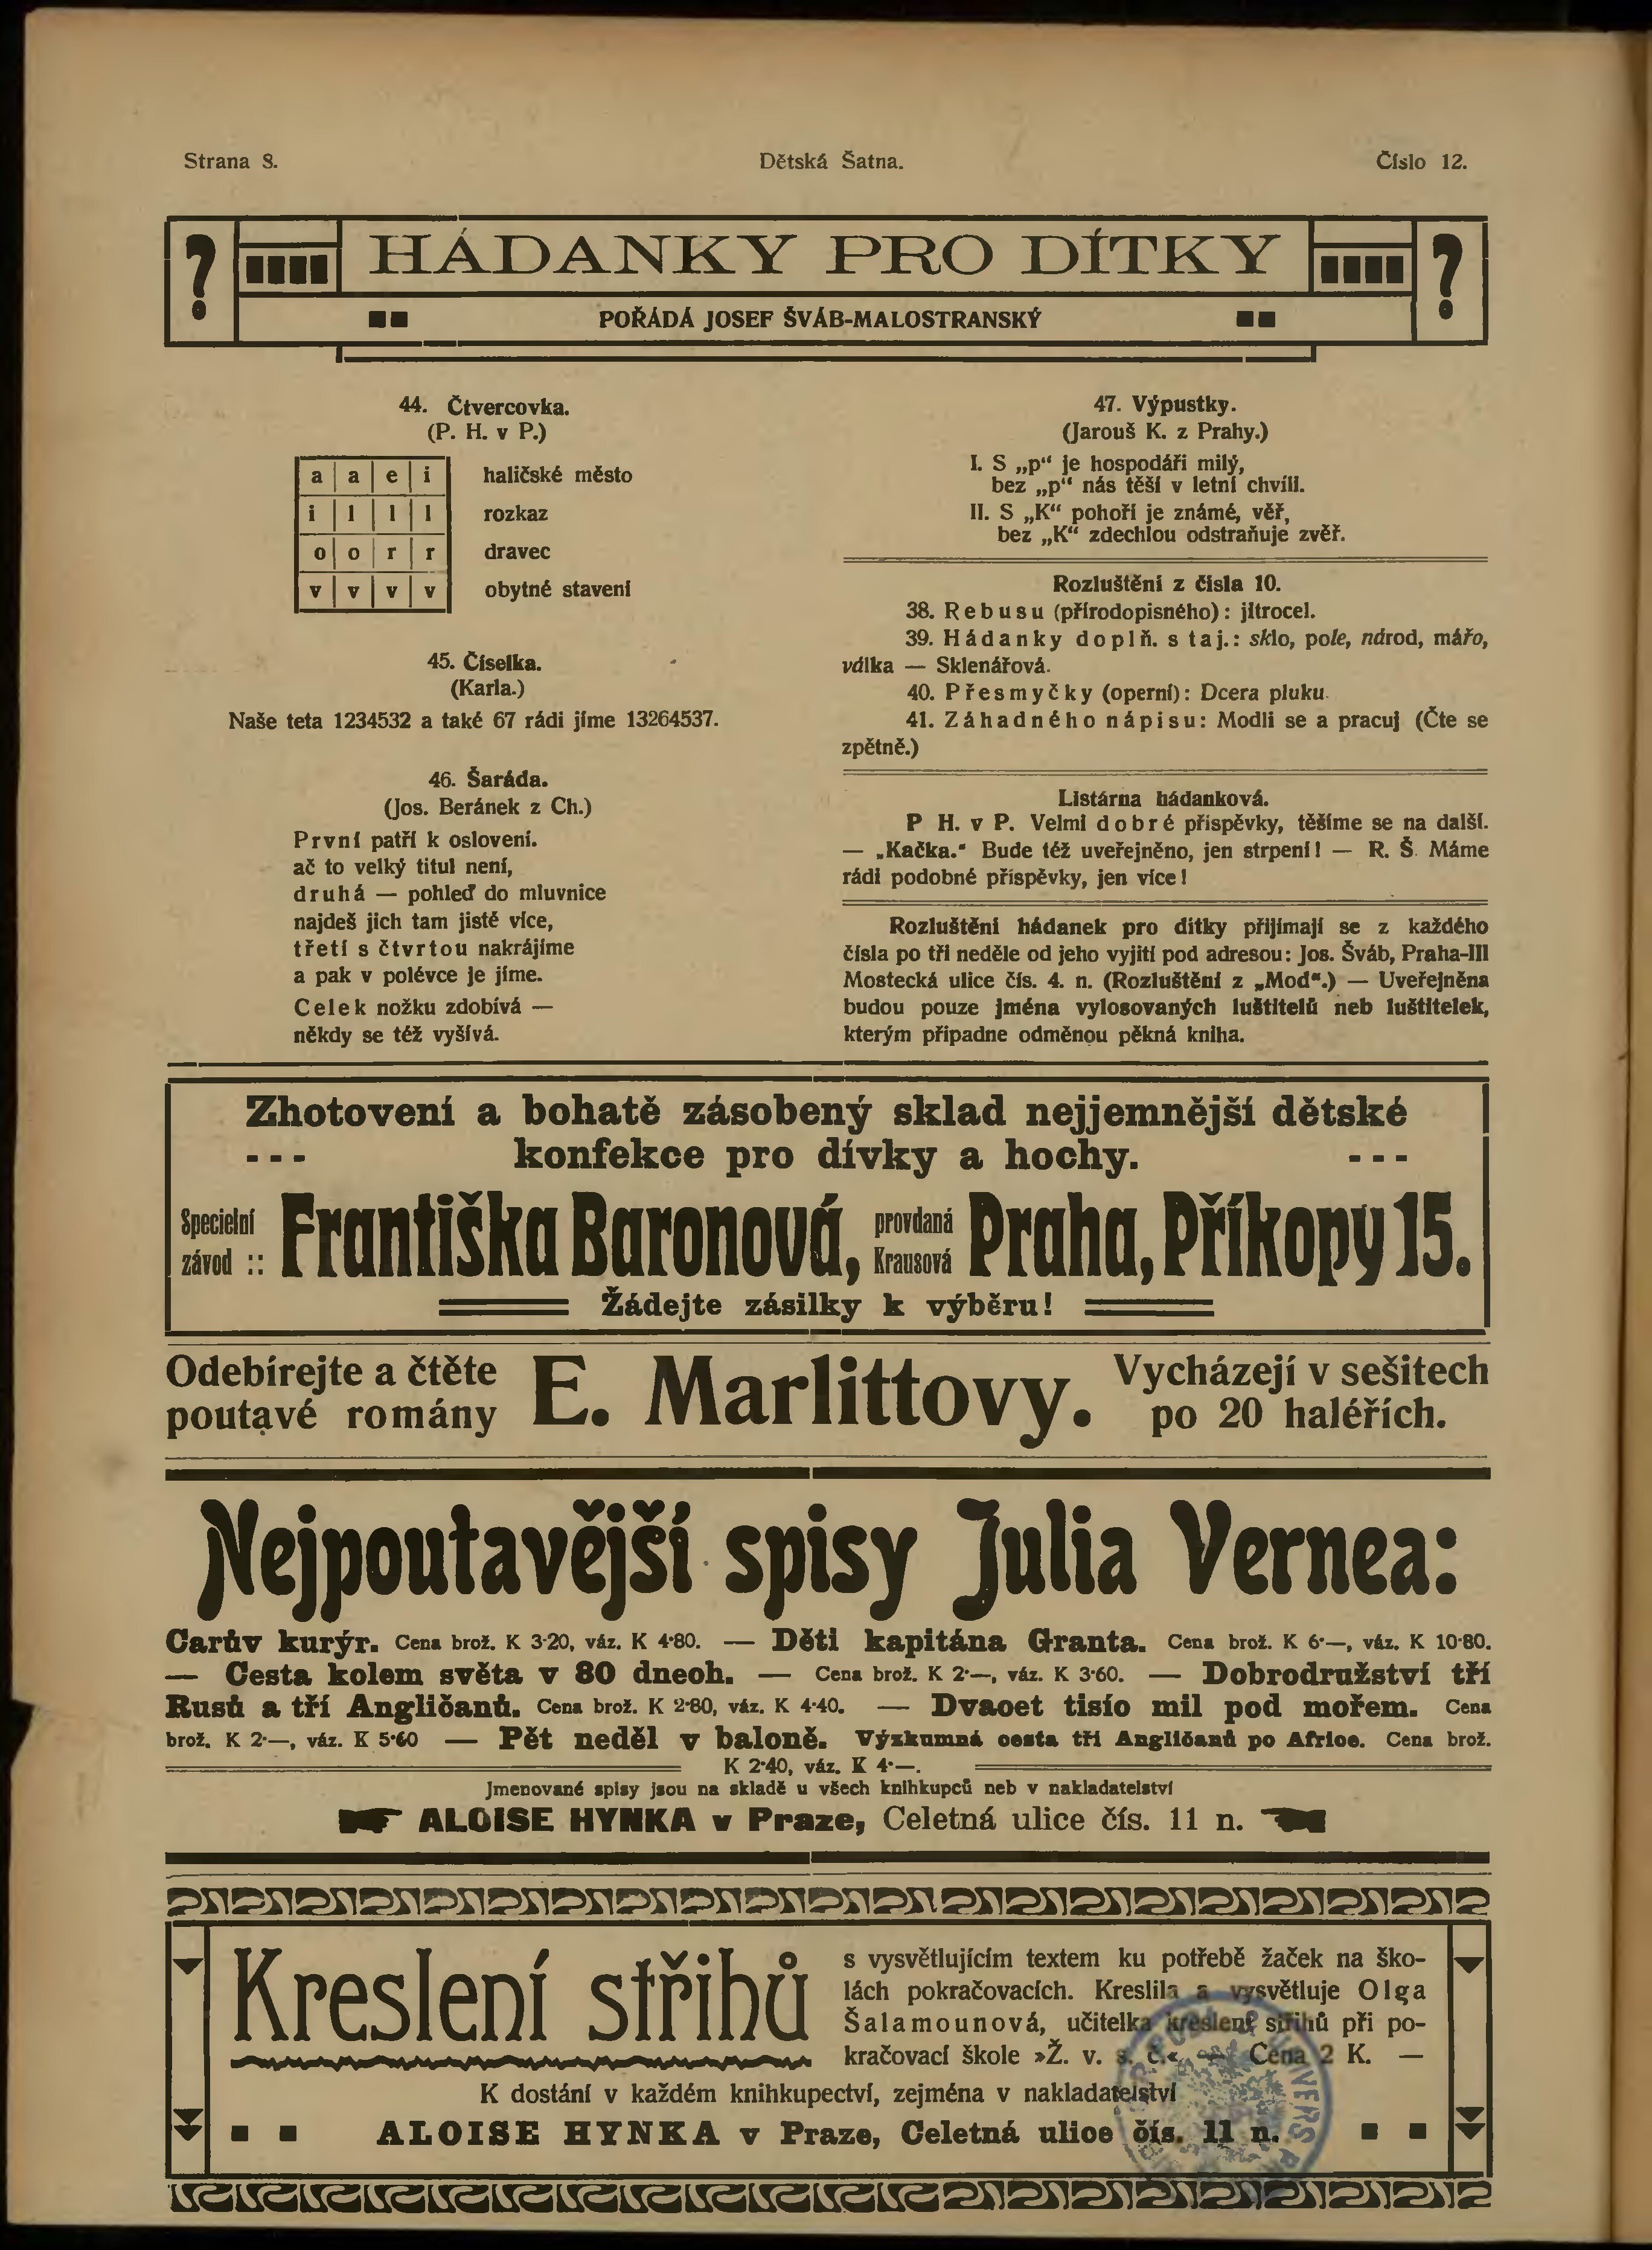 Strana 8.
Dětská Šatna.
Číslo 12.
? HÁDANKY PRO DÍTKY ?
POŘÁDÁ JOSEF ŠVÁB-MALOSTRANSKÝ
44. Čtvercovka.
(P. H. v P.)
a | a | e | i haličské město
i | l | l | l rozkaz
o | o | r | r dravec
v | v | v | v obytné stavení
45. Číselka.
(Karla.)
Naše teta 1234532 a také 67 rádi jíme 13264537.
46. Šaráda.
(Jos. Beránek z Ch.)
První patří k oslovení.
ač to velký titul není,
druhá — pohleď do mluvnice
najdeš jich tam jistě více,
třetí s čtvrtou nakrájíme
a pak v polévce je jíme.
Celek nožku zdobívá —
někdy se též vyšívá.
47. Výpustky.
(Jarouš K. z Prahy.)
I. S „p“ je hospodáři milý,
bez „p“ nás těší v letní chvíli.
II. S „K“ pohoří je známé, věř,
bez „K“ zdechlou odstraňuje zvěř.
Rozluštění z čísla 10.
38. Rebusu (přírodopisného): jitrocel.
39. Hádanky doplň. s taj.: sklo, pole, národ, mářo,
válka — Sklenářová.
40. Přesmyčky (operní): Dcera pluku
41. Záhadného nápisu: Modli se a pracuj (Čte se
zpětně.)
Listárna hádanková.
P H. v P. Velmi dobré příspěvky, těšíme se na další.
— „Kačka.“ Bude též uveřejněno, jen strpení! — R. Š. Máme
rádi podobné příspěvky, jen více!
Rozluštění hádanek pro dítky přijímají se z každého
čísla po tři neděle od jeho vyjití pod adresou: Jos. Šváb, Praha-III
Mostecká ulice čís. 4. n. (Rozluštění z „Mod“.) — Uveřejněna
budou pouze jména vylosovaných luštitelů neb luštitelek,
kterým připadne odměnou pěkná kniha.
Zhotovení a bohatě zásobený sklad nejjemnější dětské
--- konfekce pro dívky a hochy. ---
Specielní závod :: Františka Baronová, provdaná Krausová Praha, Příkopy 15.
Žádejte zásilky k výběru!
Odebírejte a čtěte
poutavé romány
E. Marlittovy.
Vycházejí v sešitech
po 20 haléřích.
Nejpoutavější spisy Julia Vernea:
Carův kurýr. Cena brož. K 3·20, váz. K 4·80. — Děti kapitána Granta. Cena brož. K 6·—, váz. K 10·80.
— Cesta kolem světa v 80 dnech. — Cena brož. K 2·—, váz. K 3·60. — Dobrodružství tří
Rusů a tří Angličanů. Cena brož. K 2·80, váz. K 4·40. — Dvacet tisíc mil pod mořem. Cena
brož. K 2·—, váz. K 5·60 — Pět neděl v baloně. Výzkumná cesta tří Angličanů po Africe. Cena brož.
K 2·40, váz. K 4·—.
Jmenované spisy jsou na skladě u všech knihkupců neb v nakladatelství
ALOISE HYNKA v Praze, Celetná ulice čís. 11 n.
Kreslení střihů
s vysvětlujícím textem ku potřebě žaček na ško-
lách pokračovacích. Kreslila a vysvětluje Olga
Šalamounová, učitelka kreslení střihů při po-
kračovací škole »Ž. v. s. č.« — Cena 2 K. —
K dostání v každém knihkupectví, zejména v nakladatelství
ALOISE HYNKA v Praze, Celetná ulice čís. 11 n.